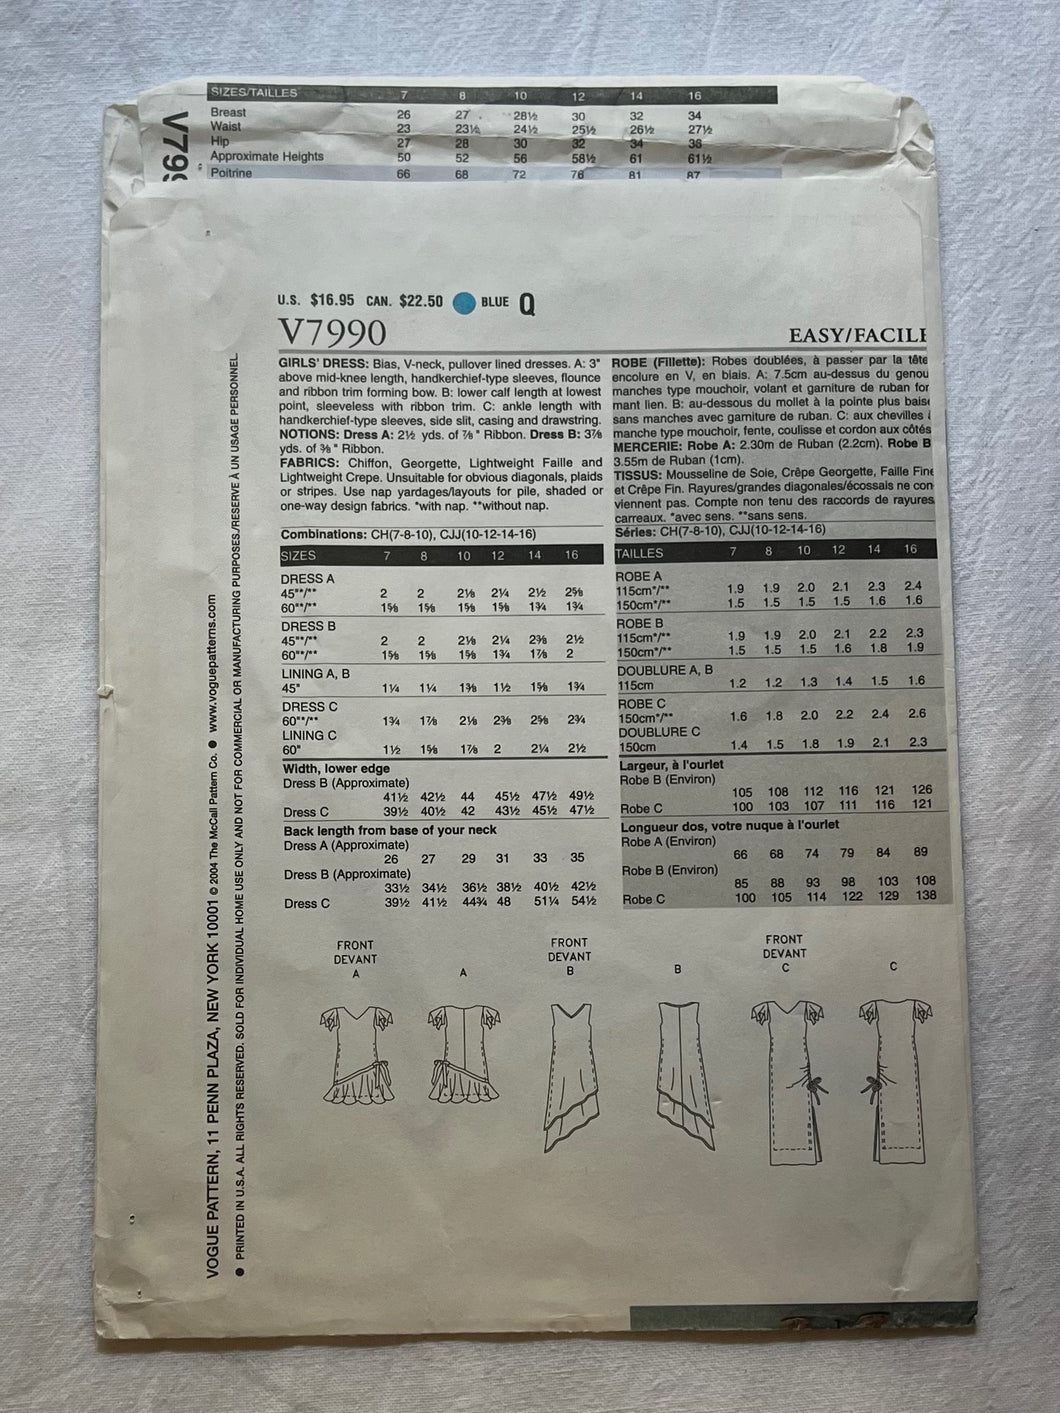 SIZES/TAILLES 7 8 10 12 14 16
Breast 26 27 28½ 30 32 34
Waist 23 23½ 24½ 25½ 26½ 27½
Hip 27 28 30 32 34 36
Approximate Heights 50 52 56 58½ 61 61½
Poitrine 66 68 72 76 81 87
V799
U.S. $16.95 CAN. $22.50 BLUE Q
V7990
EASY/FACILE
GIRLS' DRESS: Bias, V-neck, pullover lined dresses. A: 3"
above mid-knee length, handkerchief-type sleeves, flounce
and ribbon trim forming bow. B: lower calf length at lowest
point, sleeveless with ribbon trim. C: ankle length with
handkerchief-type sleeves, side slit, casing and drawstring.
NOTIONS: Dress A: 2½ yds. of ⅞" Ribbon. Dress B: 3⅞
yds. of ⅜" Ribbon.
FABRICS: Chiffon, Georgette, Lightweight Faille and
Lightweight Crepe. Unsuitable for obvious diagonals, plaids
or stripes. Use nap yardages/layouts for pile, shaded or
one-way design fabrics. *with nap. **without nap.
Combinations: CH(7-8-10), CJJ(10-12-14-16)
SIZES 7 8 10 12 14 16
DRESS A
45"*/** 2 2 2⅛ 2¼ 2½ 2⅝
60"*/** 1⅝ 1⅝ 1⅝ 1⅝ 1¾ 1¾
DRESS B
45"*/** 2 2 2⅛ 2¼ 2⅜ 2½
60"*/** 1⅝ 1⅝ 1⅝ 1¾ 1⅞ 2
LINING A, B
45" 1¼ 1¼ 1⅜ 1½ 1⅝ 1¾
DRESS C
60"*/** 1¾ 1⅞ 2⅛ 2⅜ 2⅝ 2¾
LINING C
60" 1½ 1⅝ 1⅞ 2 2¼ 2½
Width, lower edge
Dress B (Approximate)
41½ 42½ 44 45½ 47½ 49½
Dress C 39½ 40½ 42 43½ 45½ 47½
Back length from base of your neck
Dress A (Approximate)
26 27 29 31 33 35
Dress B (Approximate)
33½ 34½ 36½ 38½ 40½ 42½
Dress C 39½ 41½ 44¾ 48 51¼ 54½
ROBE (Fillette): Robes doublées, à passer par la tête
encolure en V, en biais. A: 7.5cm au-dessus du genou
manches type mouchoir, volant et garniture de ruban for
mant lien. B: au-dessous du mollet à la pointe plus baise
sans manches avec garniture de ruban. C: aux chevilles
manche type mouchoir, fente, coulisse et cordon aux côtés
MERCERIE: Robe A: 2.30m de Ruban (2.2cm). Robe B
3.55m de Ruban (1cm).
TISSUS: Mousseline de Soie, Crêpe Georgette, Faille Fine
et Crêpe Fin. Rayures/grandes diagonales/écossais ne con
viennent pas. Compte non tenu des raccords de rayures
carreaux. *avec sens. **sans sens.
Séries: CH(7-8-10), CJJ(10-12-14-16)
TAILLES 7 8 10 12 14 16
ROBE A
115cm*/** 1.9 1.9 2.0 2.1 2.3 2.4
150cm*/** 1.5 1.5 1.5 1.5 1.6 1.6
ROBE B
115cm*/** 1.9 1.9 2.0 2.1 2.2 2.3
150cm*/** 1.5 1.5 1.5 1.6 1.8 1.9
DOUBLURE A, B
115cm 1.2 1.2 1.3 1.4 1.5 1.6
ROBE C
150cm*/** 1.6 1.8 2.0 2.2 2.4 2.6
DOUBLURE C
150cm 1.4 1.5 1.8 1.9 2.1 2.3
Largeur, à l'ourlet
Robe B (Environ)
105 108 112 116 121 126
Robe C 100 103 107 111 116 121
Longueur dos, votre nuque à l'ourlet
Robe A (Environ)
66 68 74 79 84 89
Robe B (Environ)
85 88 93 98 103 108
Robe C 100 105 114 122 129 138
FRONT
DEVANT
A
A
FRONT
DEVANT
B
B
FRONT
DEVANT
C
C
VOGUE PATTERN, 11 PENN PLAZA, NEW YORK 10001 © 2004 The McCall Pattern Co. ● www.voguepatterns.com
● PRINTED IN U.S.A. ALL RIGHTS RESERVED. SOLD FOR INDIVIDUAL HOME USE ONLY AND NOT FOR COMMERCIAL OR MANUFACTURING PURPOSES./RESERVE À UN USAGE PERSONNEL.